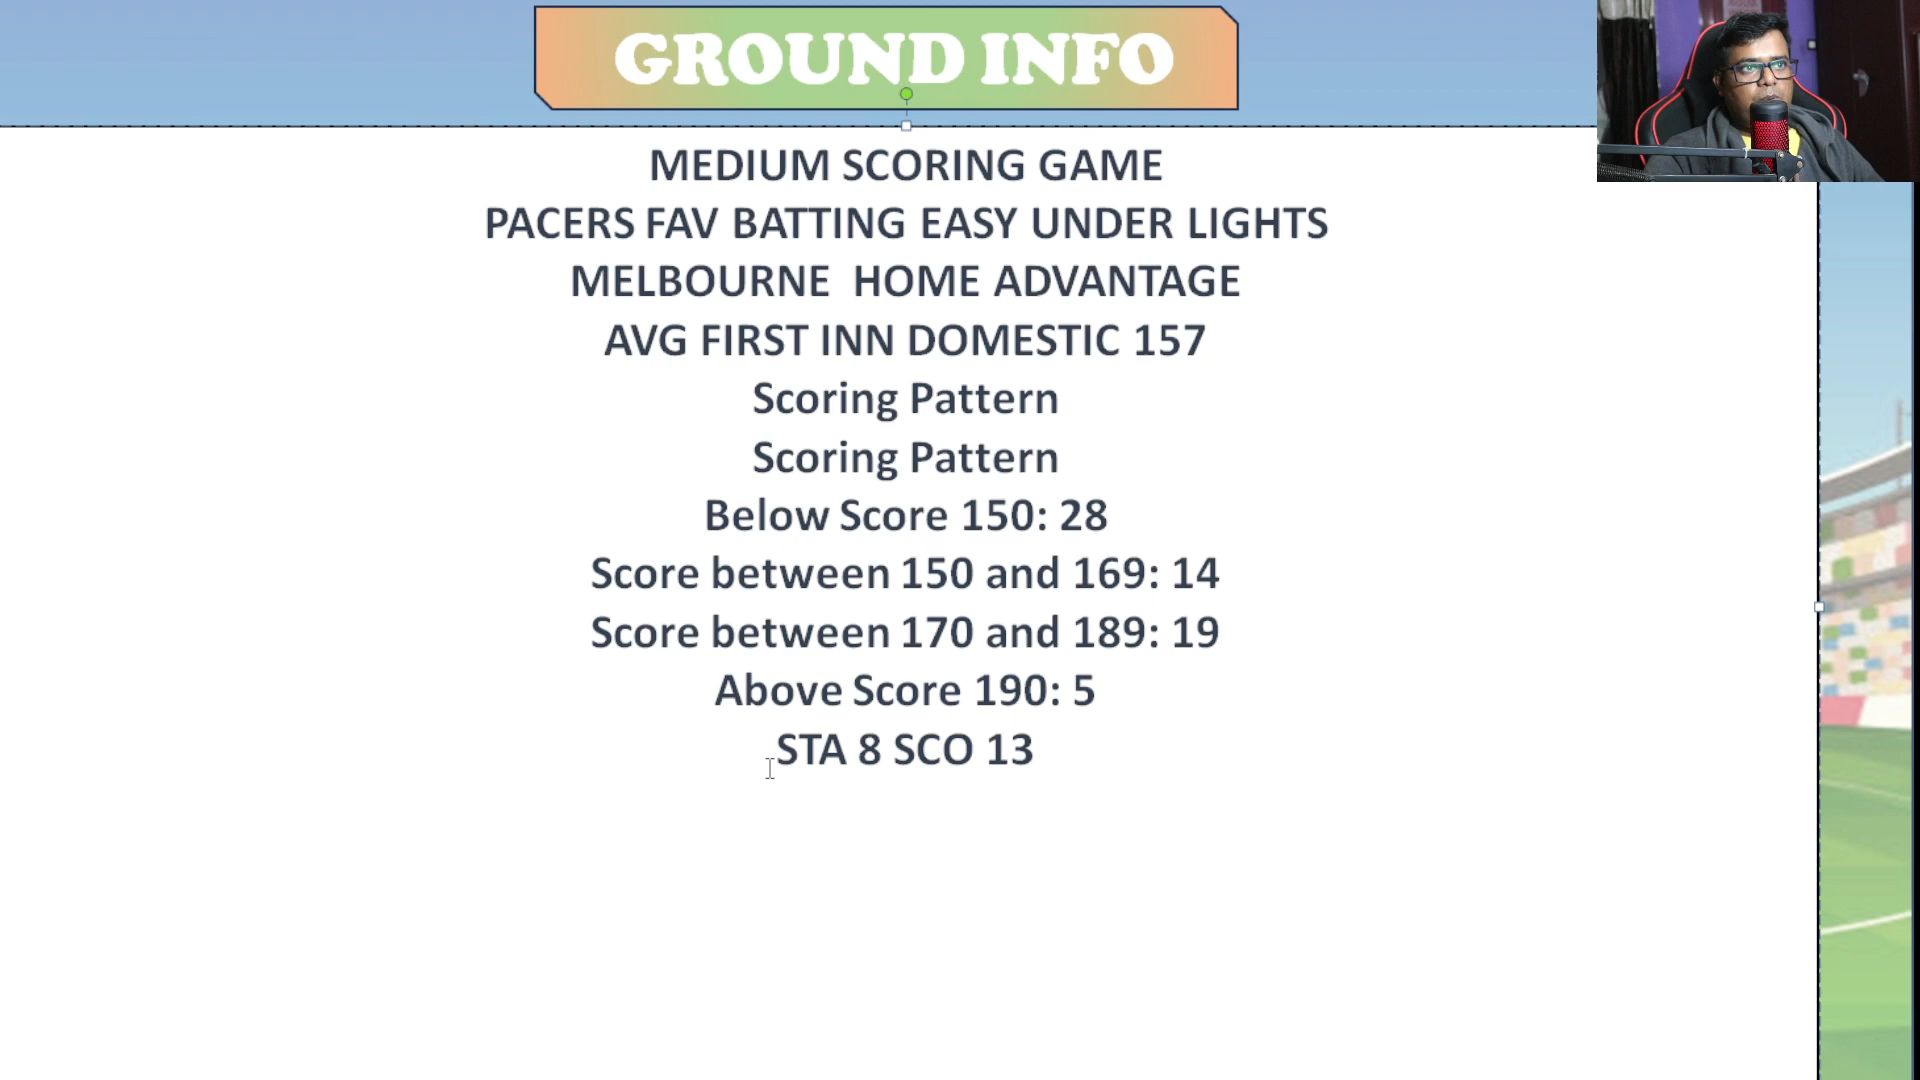 GROUND INFO
MEDIUM SCORING GAME
PACERS FAV BATTING EASY UNDER LIGHTS
MELBOURNE  HOME ADVANTAGE
AVG FIRST INN DOMESTIC 157
Scoring Pattern
Scoring Pattern
Below Score 150: 28
Score between 150 and 169: 14
Score between 170 and 189: 19
Above Score 190: 5
STA 8 SCO 13